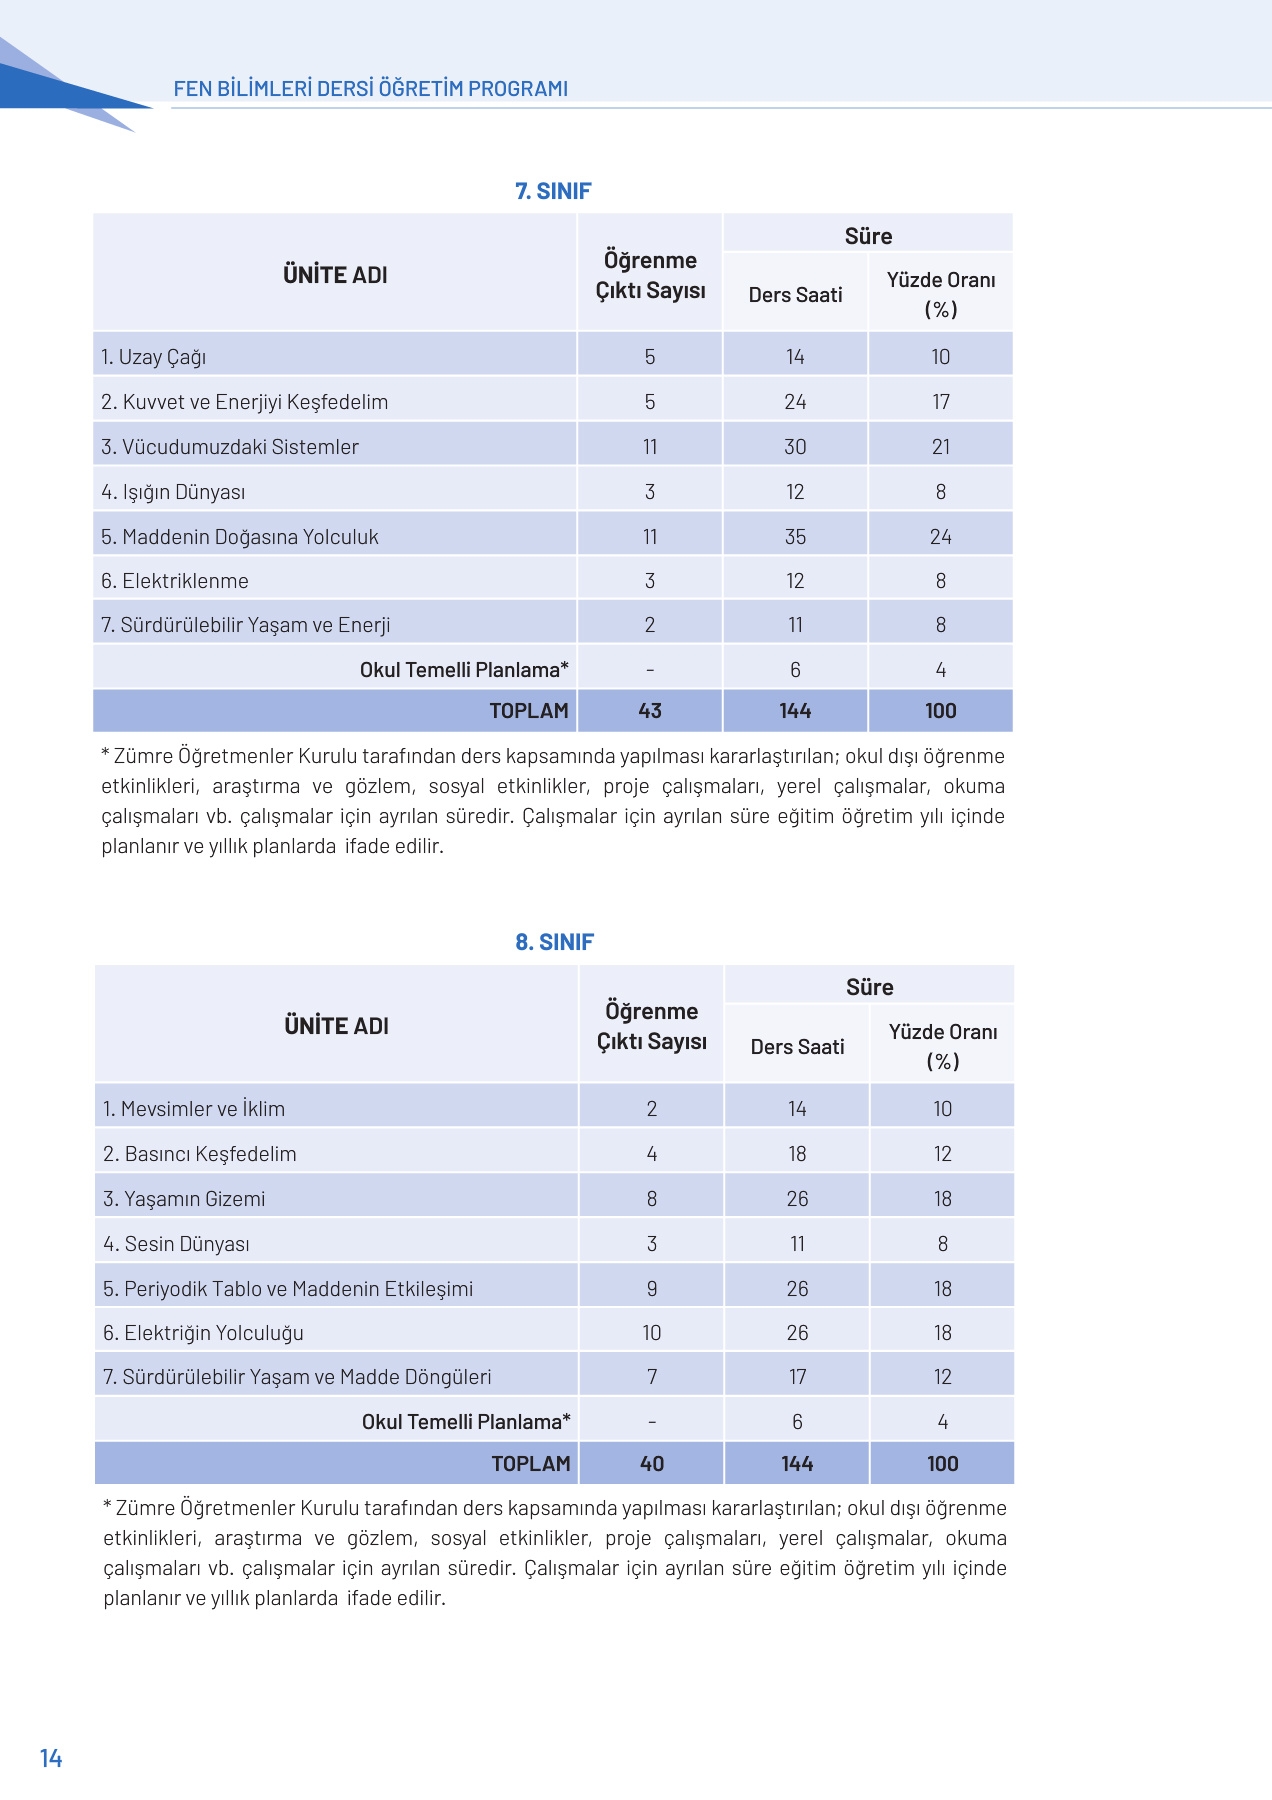 FEN BİLİMLERİ DERSİ ÖĞRETİM PROGRAMI
7. SINIF
ÜNİTE ADI
Öğrenme
Çıktı Sayısı
Süre
Ders Saati
Yüzde Oranı
(%)
1. Uzay Çağı 5 14 10
2. Kuvvet ve Enerjiyi Keşfedelim 5 24 17
3. Vücudumuzdaki Sistemler 11 30 21
4. Işığın Dünyası 3 12 8
5. Maddenin Doğasına Yolculuk 11 35 24
6. Elektriklenme 3 12 8
7. Sürdürülebilir Yaşam ve Enerji 2 11 8
Okul Temelli Planlama* - 6 4
TOPLAM 43 144 100
* Zümre Öğretmenler Kurulu tarafından ders kapsamında yapılması kararlaştırılan; okul dışı öğrenme
etkinlikleri, araştırma ve gözlem, sosyal etkinlikler, proje çalışmaları, yerel çalışmalar, okuma
çalışmaları vb. çalışmalar için ayrılan süredir. Çalışmalar için ayrılan süre eğitim öğretim yılı içinde
planlanır ve yıllık planlarda ifade edilir.
8. SINIF
ÜNİTE ADI
Öğrenme
Çıktı Sayısı
Süre
Ders Saati
Yüzde Oranı
(%)
1. Mevsimler ve İklim 2 14 10
2. Basıncı Keşfedelim 4 18 12
3. Yaşamın Gizemi 8 26 18
4. Sesin Dünyası 3 11 8
5. Periyodik Tablo ve Maddenin Etkileşimi 9 26 18
6. Elektriğin Yolculuğu 10 26 18
7. Sürdürülebilir Yaşam ve Madde Döngüleri 7 17 12
Okul Temelli Planlama* - 6 4
TOPLAM 40 144 100
* Zümre Öğretmenler Kurulu tarafından ders kapsamında yapılması kararlaştırılan; okul dışı öğrenme
etkinlikleri, araştırma ve gözlem, sosyal etkinlikler, proje çalışmaları, yerel çalışmalar, okuma
çalışmaları vb. çalışmalar için ayrılan süredir. Çalışmalar için ayrılan süre eğitim öğretim yılı içinde
planlanır ve yıllık planlarda ifade edilir.
14